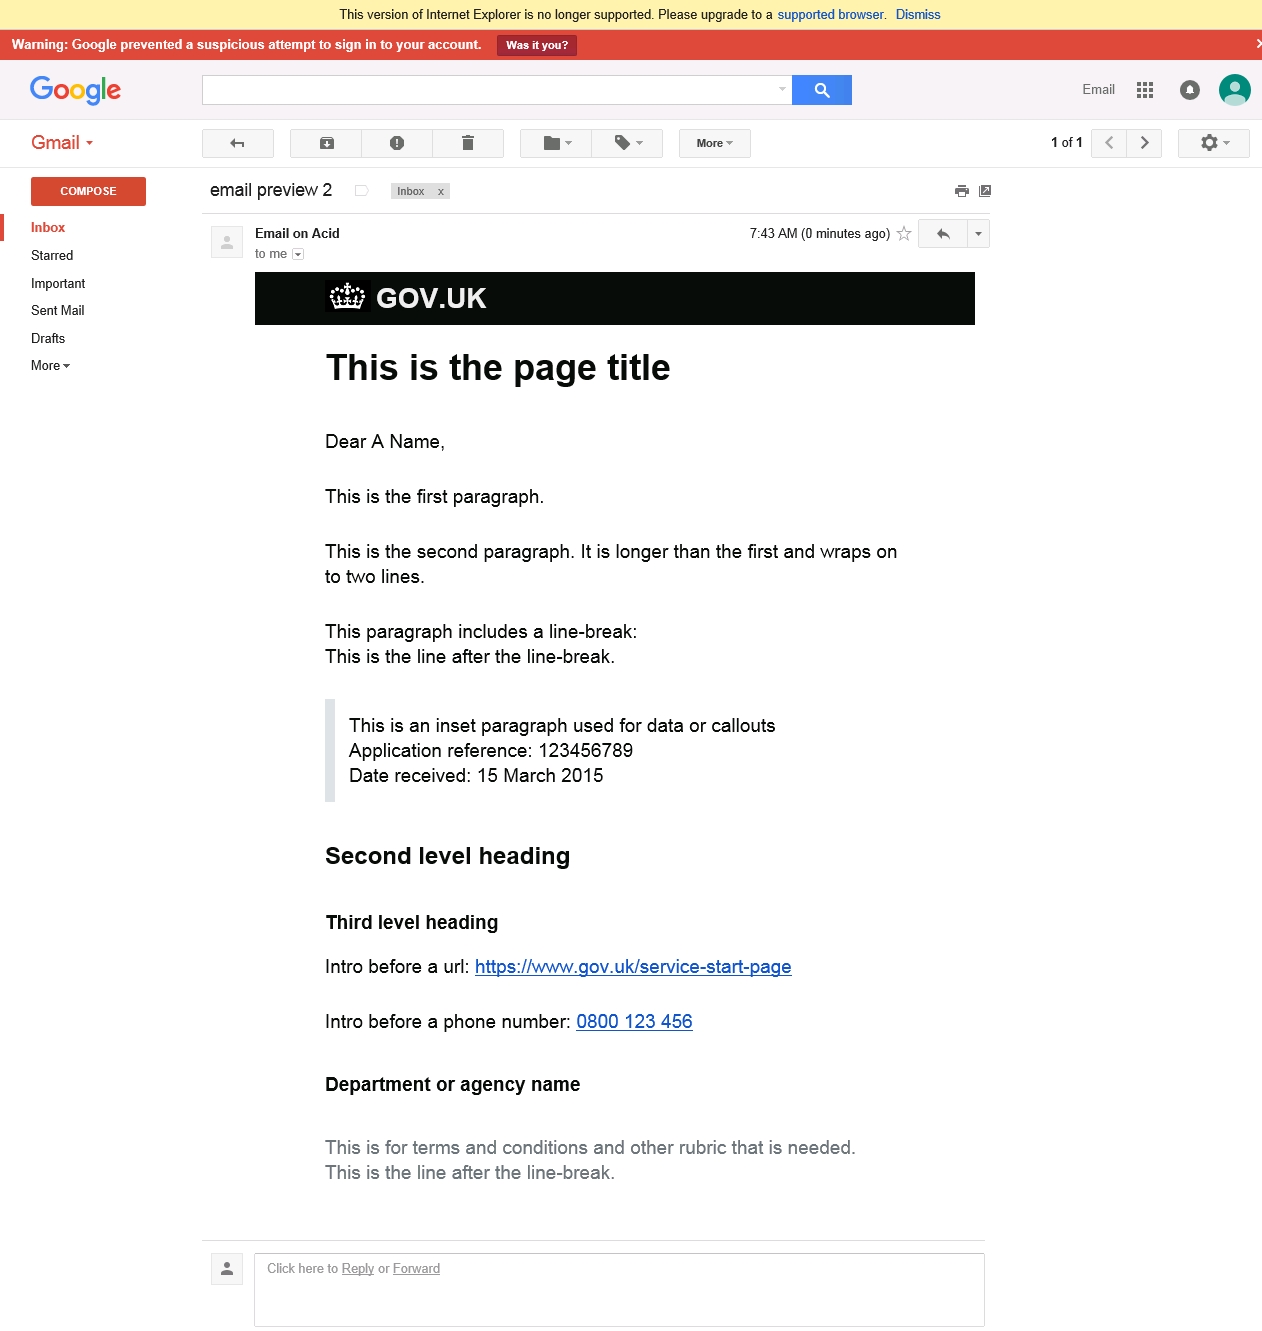 This version of Internet Explorer is no longer supported. Please upgrade to a supported browser. Dismiss
Warning: Google prevented a suspicious attempt to sign in to your account. Was it you?
Google
Email
Gmail
More
1 of 1
COMPOSE
Inbox
Starred
Important
Sent Mail
Drafts
More
email preview 2
Inbox x
Email on Acid
7:43 AM (0 minutes ago)
to me
GOV.UK
This is the page title
Dear A Name,
This is the first paragraph.
This is the second paragraph. It is longer than the first and wraps on
to two lines.
This paragraph includes a line-break:
This is the line after the line-break.
This is an inset paragraph used for data or callouts
Application reference: 123456789
Date received: 15 March 2015
Second level heading
Third level heading
Intro before a url: https://www.gov.uk/service-start-page
Intro before a phone number: 0800 123 456
Department or agency name
This is for terms and conditions and other rubric that is needed.
This is the line after the line-break.
Click here to Reply or Forward